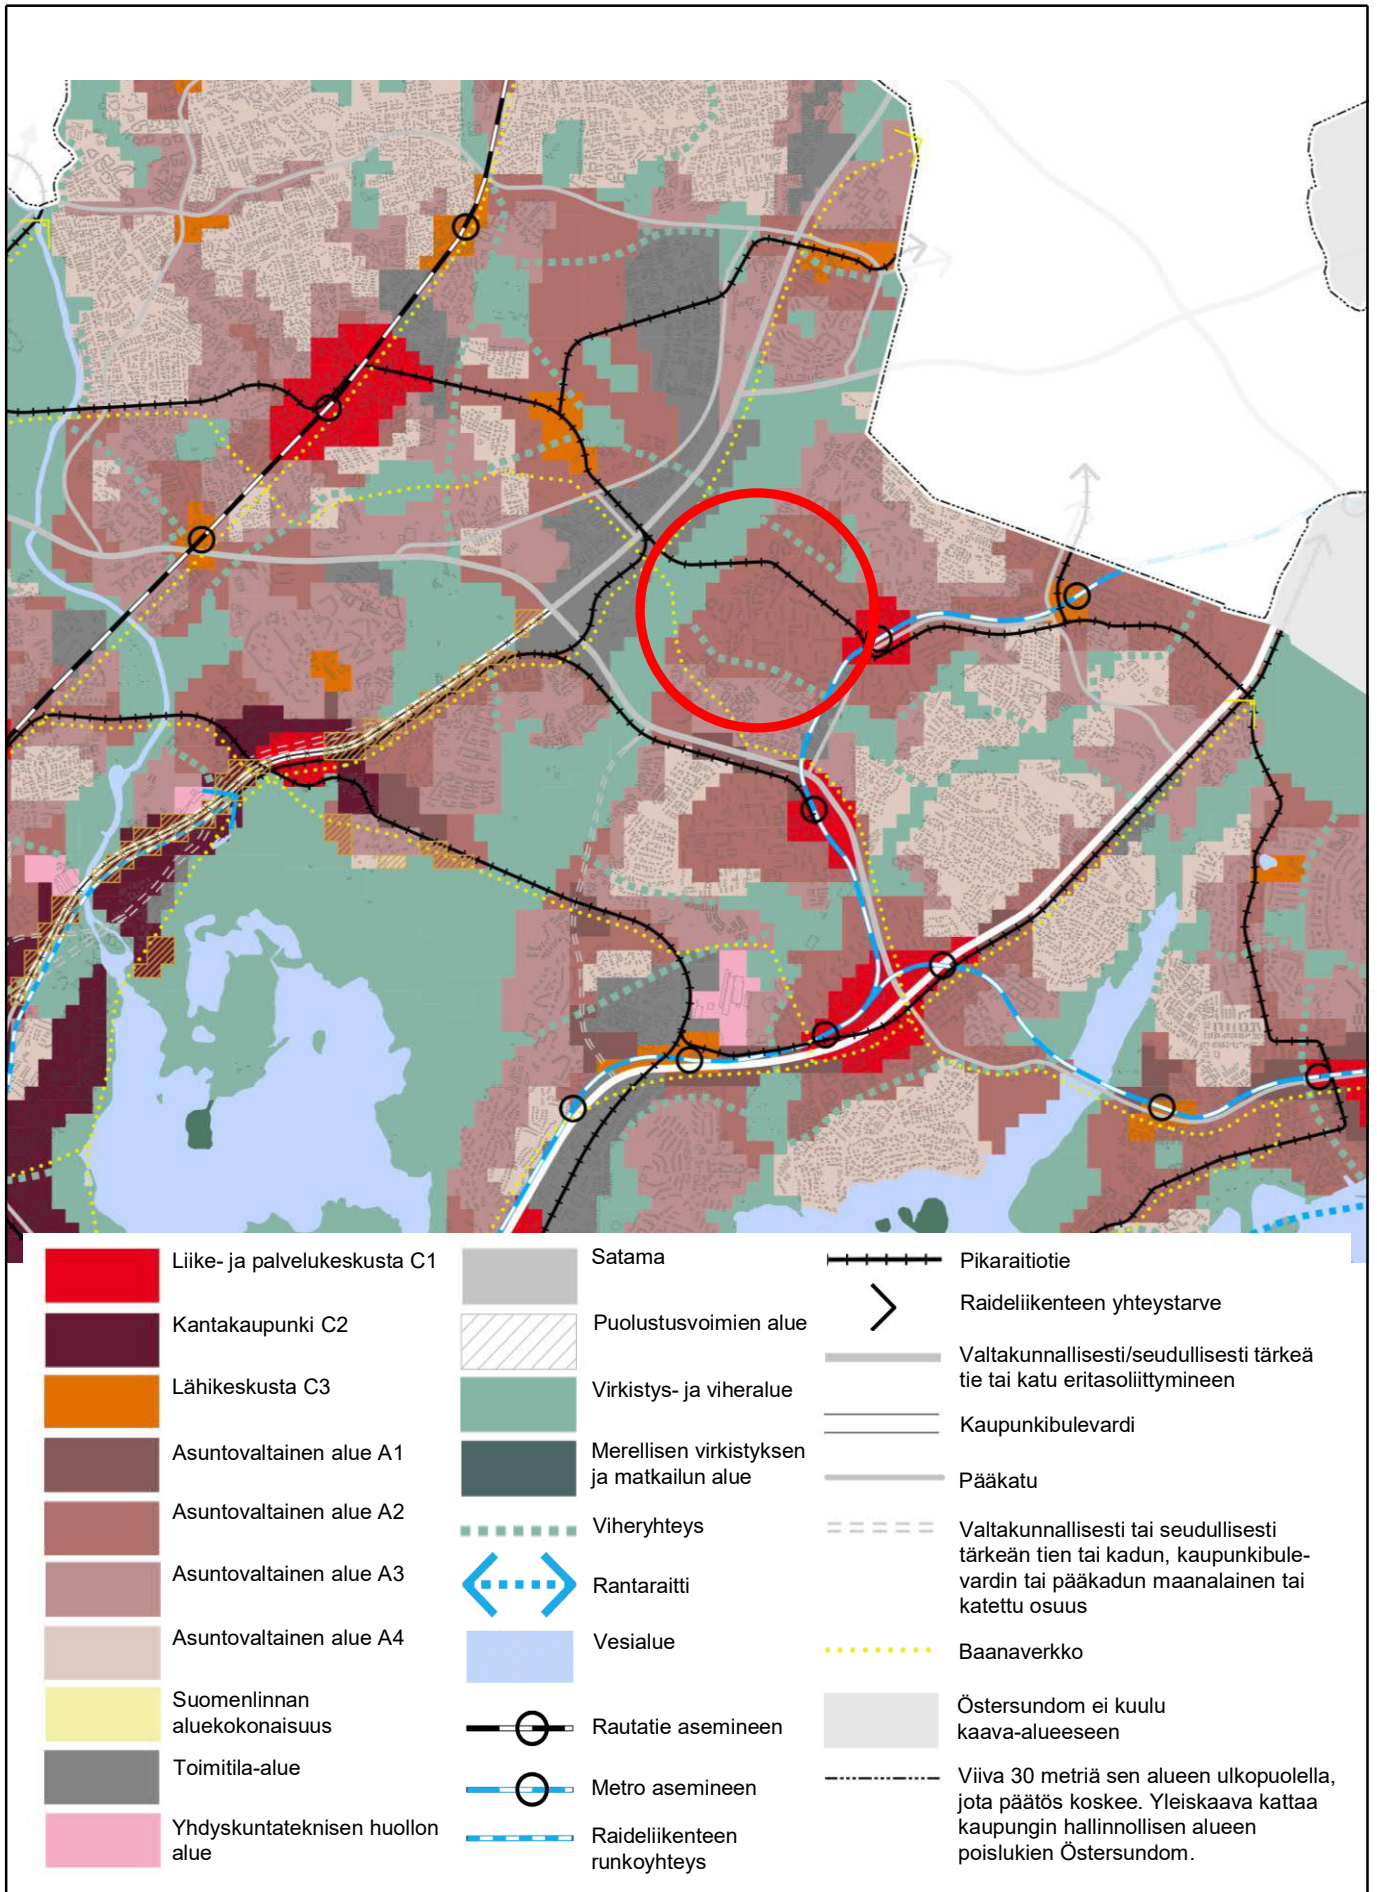 Liike- ja palvelukeskusta C1
Kantakaupunki C2
Lähikeskusta C3
Asuntovaltainen alue A1
Asuntovaltainen alue A2
Asuntovaltainen alue A3
Asuntovaltainen alue A4
Suomenlinnan
aluekokonaisuus
Toimitila-alue
Yhdyskuntateknisen huollon
alue
Satama
Puolustusvoimien alue
Virkistys- ja viheralue
Merellisen virkistyksen
ja matkailun alue
Viheryhteys
Rantaraitti
Vesialue
Rautatie asemineen
Metro asemineen
Raideliikenteen
runkoyhteys
Pikaraitiotie
Raideliikenteen yhteystarve
Valtakunnallisesti/seudullisesti tärkeä
tie tai katu eritasoliittymineen
Kaupunkibulevardi
Pääkatu
Valtakunnallisesti tai seudullisesti
tärkeän tien tai kadun, kaupunkibule-
vardin tai pääkadun maanalainen tai
katettu osuus
Baanaverkko
Östersundom ei kuulu
kaava-alueeseen
Viiva 30 metriä sen alueen ulkopuolella,
jota päätös koskee. Yleiskaava kattaa
kaupungin hallinnollisen alueen
poislukien Östersundom.